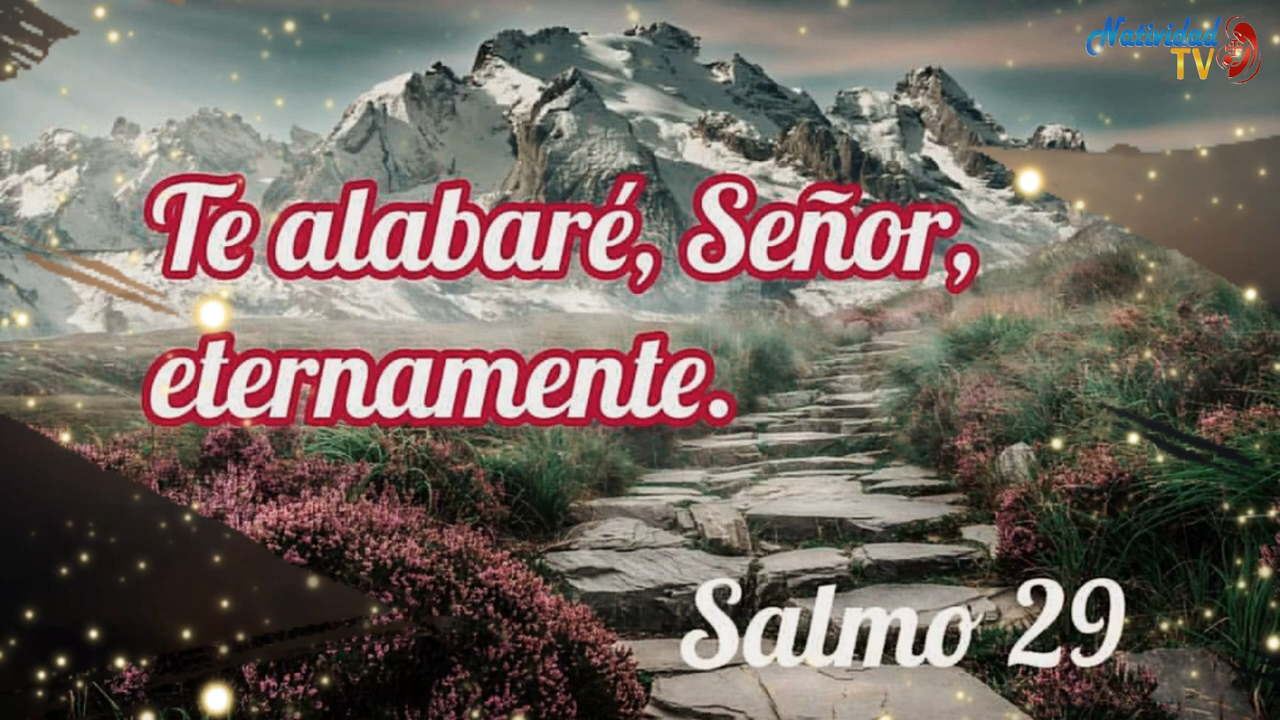 Natividad
TV
Te alabaré, Señor,
eternamente.
Salmo 29